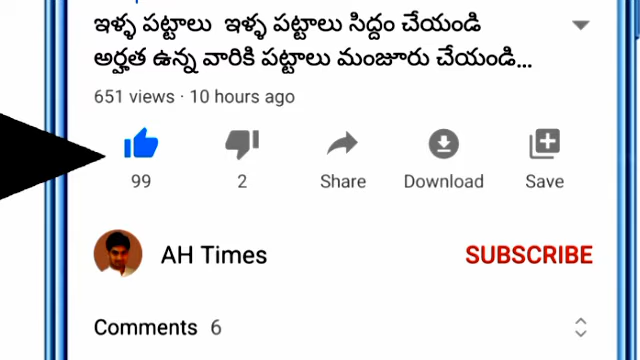 ఇళ్ళ పట్టాలు ఇళ్ళ పట్టాలు సిద్దం చేయండి
అర్హత ఉన్న వారికి పట్టాలు మంజూరు చేయండి...
651 views · 10 hours ago
99 2 Share Download Save
AH Times SUBSCRIBE
Comments 6